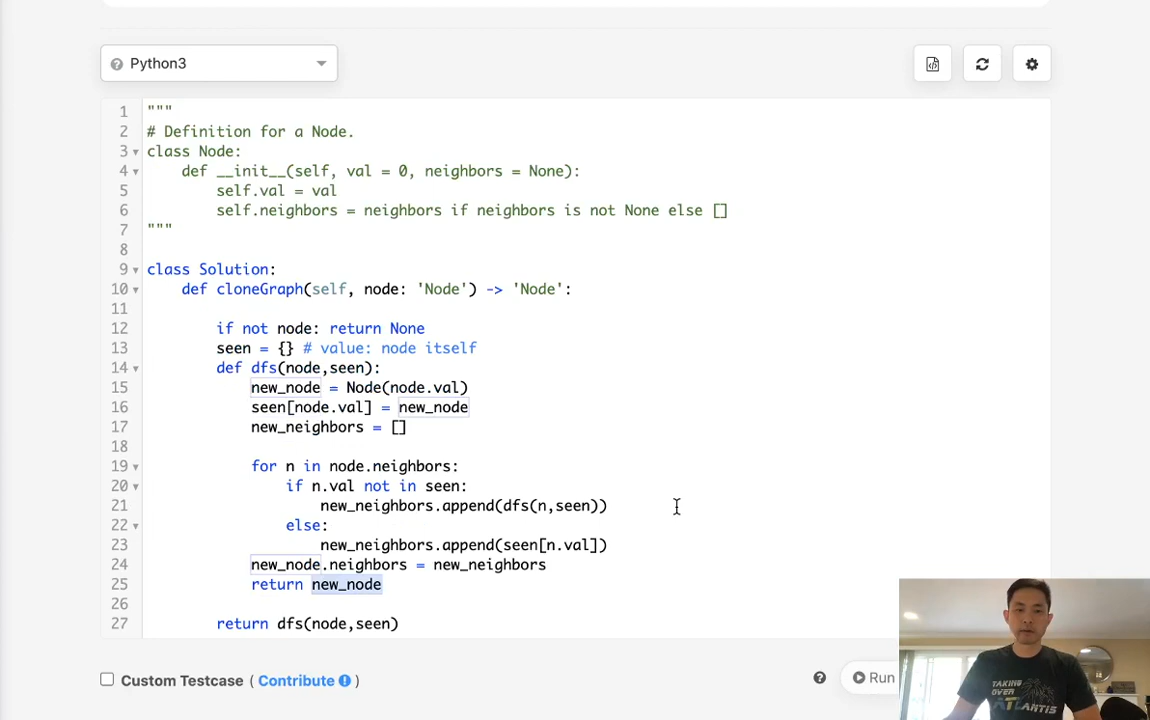 Python3
1 """
2 # Definition for a Node.
3 class Node:
4 def __init__(self, val = 0, neighbors = None):
5 self.val = val
6 self.neighbors = neighbors if neighbors is not None else []
7 """
8
9 class Solution:
10 def cloneGraph(self, node: 'Node') -> 'Node':
11
12 if not node: return None
13 seen = {} # value: node itself
14 def dfs(node,seen):
15 new_node = Node(node.val)
16 seen[node.val] = new_node
17 new_neighbors = []
18
19 for n in node.neighbors:
20 if n.val not in seen:
21 new_neighbors.append(dfs(n,seen))
22 else:
23 new_neighbors.append(seen[n.val])
24 new_node.neighbors = new_neighbors
25 return new_node
26
27 return dfs(node,seen)
Custom Testcase ( Contribute )
Run
TAKING
OVER
ATLANTIS